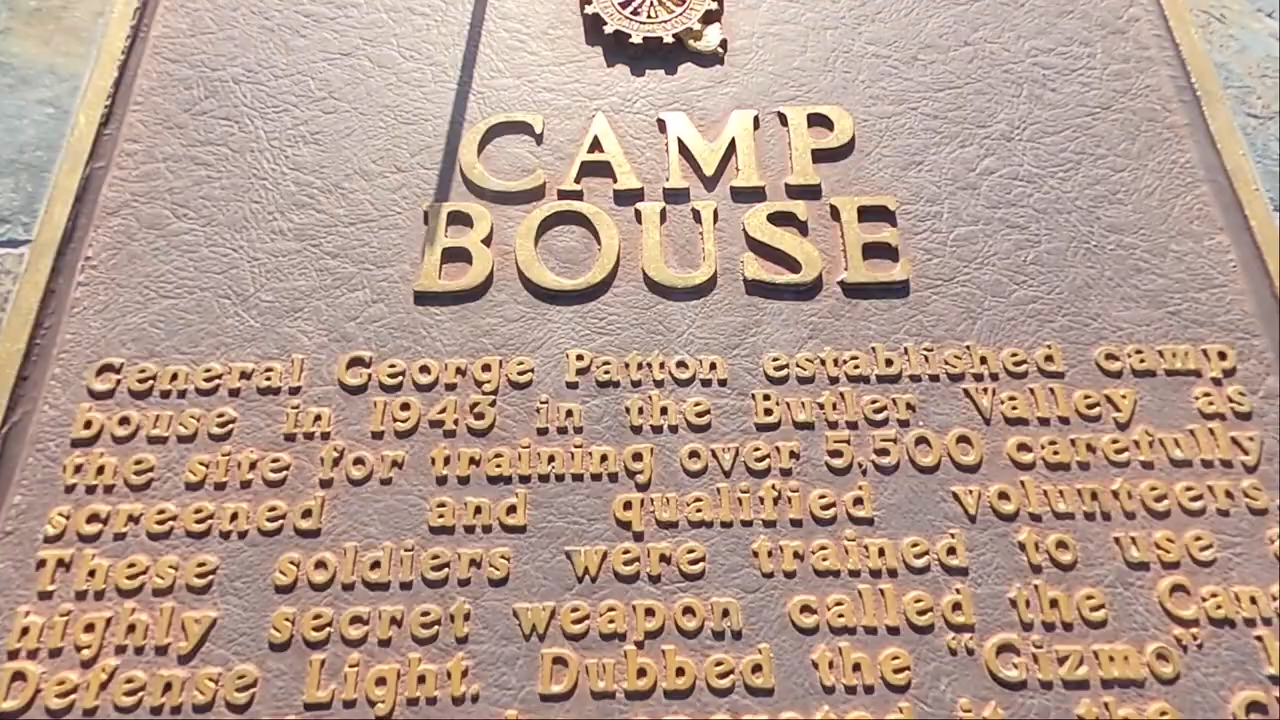 CAMP
BOUSE
General George Patton established camp
bouse in 1943 in the Butler Valley as
the site for training over 5,500 carefully
screened and qualified volunteers.
These soldiers were trained to use
highly secret weapon called the
Defense Light. Dubbed the "Gizmo"